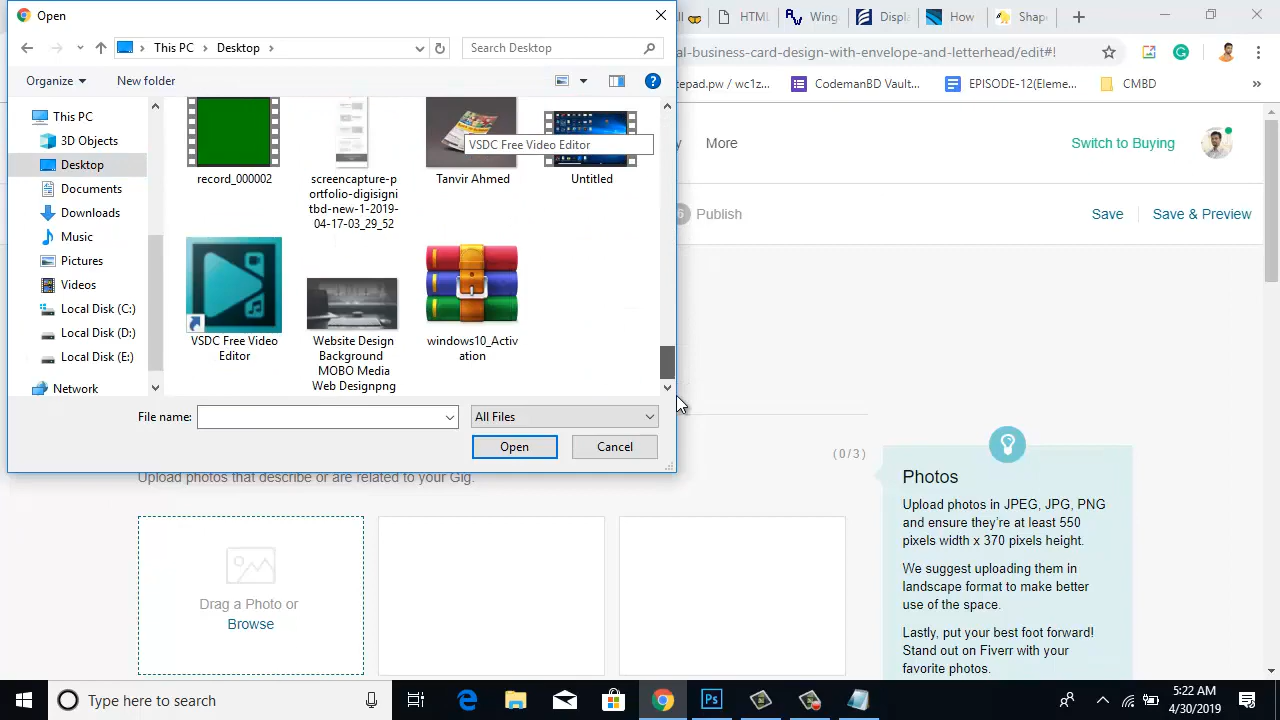 Open
This PC
Desktop
Search Desktop
Organize
New folder
This PC
3D Objects
Desktop
Documents
Downloads
Music
Pictures
Videos
Local Disk (C:)
Local Disk (D:)
Local Disk (E:)
Network
VSDC Free Video Editor
record_000002
screencapture-p
ortfolio-digisigni
tbd-new-1-2019-
04-17-03_29_52
Tanvir Ahmed
Untitled
VSDC Free Video
Editor
Website Design
Background
MOBO Media
Web Designpng
windows10_Activ
ation
File name:
All Files
Open
Cancel
HTML
Wing
Displ
How
Shap
al-business-card-design-with-envelope-and-letterhead/edit#!
tepad.pw / wc1z...
CodemanBD Vault...
EPISODE-12(Eleme...
CMBD
More
Switch to Buying
6 Publish
Save
Save & Preview
(0/3)
Upload photos that describe or are related to your Gig.
Drag a Photo or
Browse
Photos
Upload photos in JPEG, JPG, PNG
and ensure they're at least 550
pixels width x 370 pixels height.
We suggest uploading them in
landscape format to make better
use of the space.
Lastly, put your best foot forward!
Stand out on Fiverr with your
favorite photos.
Type here to search
5:22 AM
4/30/2019